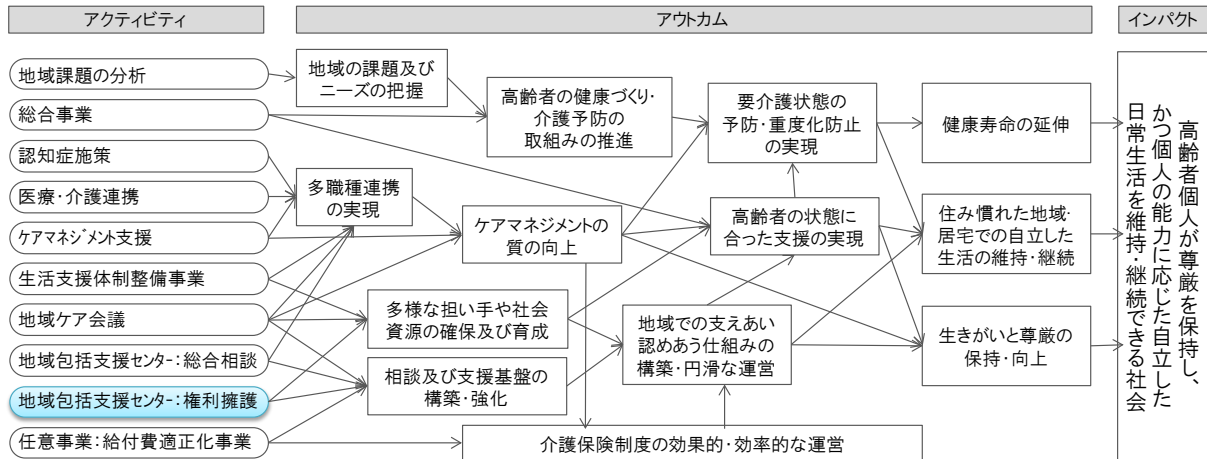 アクティビティ
アウトカム
インパクト
地域課題の分析
総合事業
認知症施策
医療・介護連携
ケアマネジメント支援
生活支援体制整備事業
地域ケア会議
地域包括支援センター：総合相談
地域包括支援センター：権利擁護
任意事業：給付費適正化事業
地域の課題及び
ニーズの把握
多職種連携
の実現
高齢者の健康づくり・
介護予防の
取組みの推進
ケアマネジメントの
質の向上
多様な担い手や社会
資源の確保及び育成
相談及び支援基盤の
構築・強化
要介護状態の
予防・重度化防止
の実現
高齢者の状態に
合った支援の実現
地域での支えあい
認めあう仕組みの
構築・円滑な運営
介護保険制度の効果的・効率的な運営
健康寿命の延伸
住み慣れた地域・
居宅での自立した
生活の維持・継続
生きがいと尊厳の
保持・向上
高齢者個人が尊厳を保持し、
かつ個人の能力に応じた自立した
日常生活を維持・継続できる社会